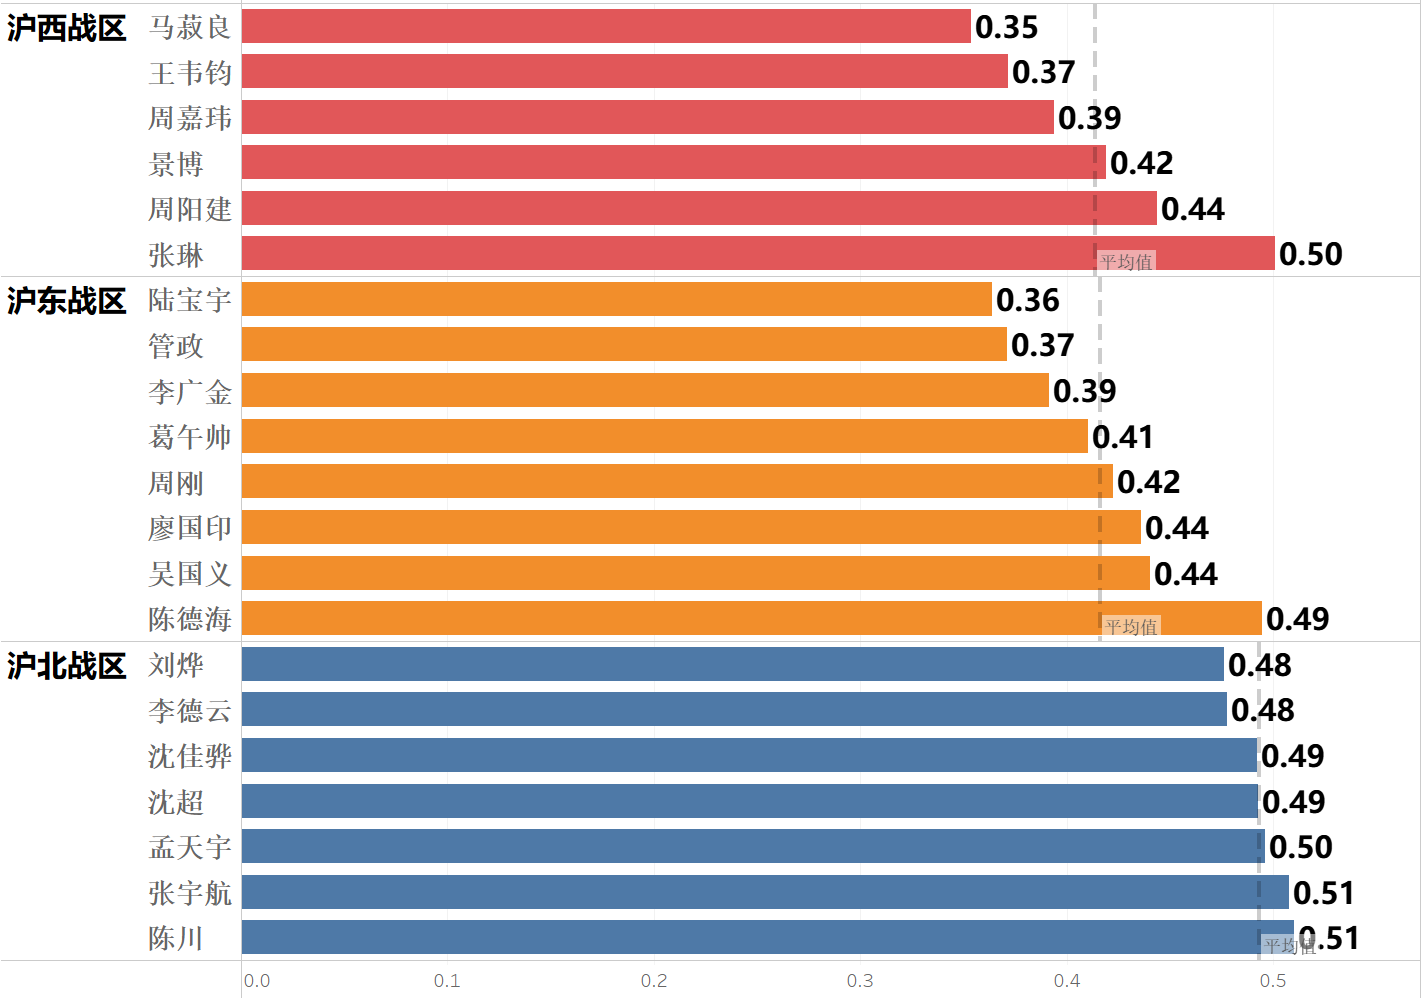 沪西战区 马菽良 0.35
王韦钧 0.37
周嘉玮 0.39
景博 0.42
周阳建 0.44
张琳 0.50
平均值
沪东战区 陆宝宇 0.36
管政 0.37
李广金 0.39
葛午帅 0.41
周刚 0.42
廖国印 0.44
吴国义 0.44
陈德海 0.49
平均值
沪北战区 刘烨 0.48
李德云 0.48
沈佳骅 0.49
沈超 0.49
孟天宇 0.50
张宇航 0.51
陈川 0.51
平均值
0.0 0.1 0.2 0.3 0.4 0.5